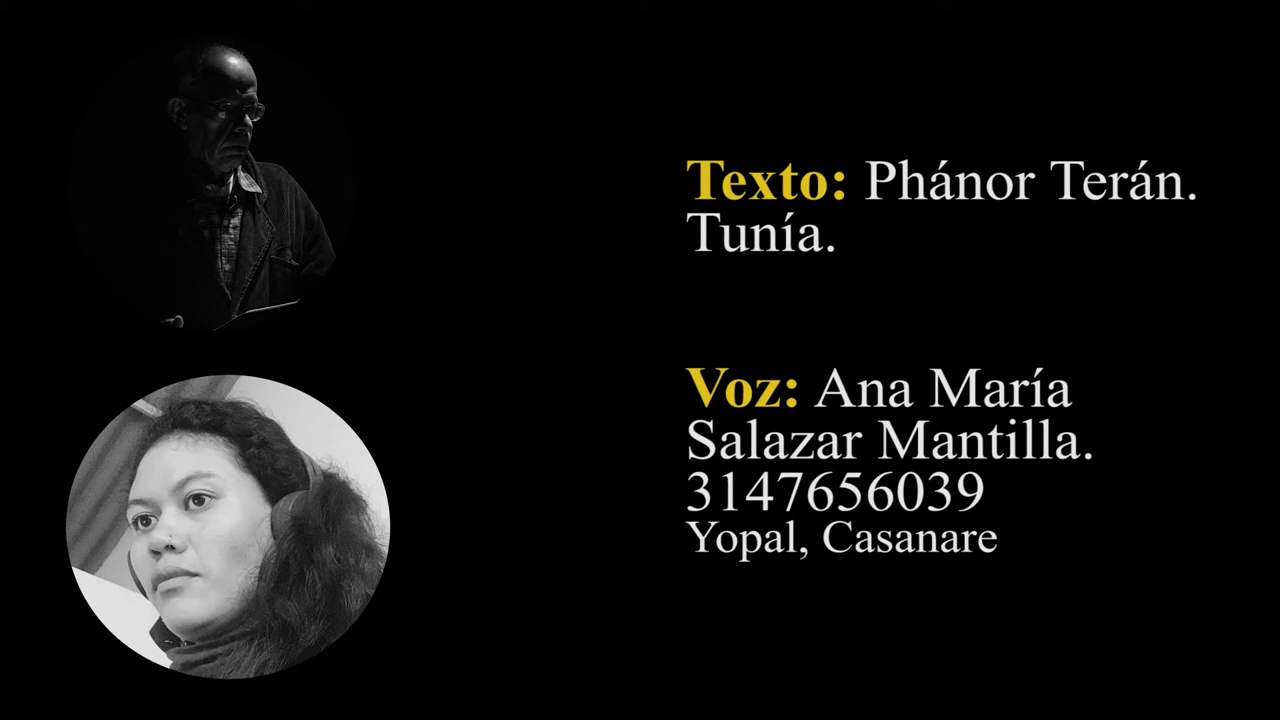 Texto: Phánor Terán.
Tunía.
Voz: Ana María
Salazar Mantilla.
3147656039
Yopal, Casanare